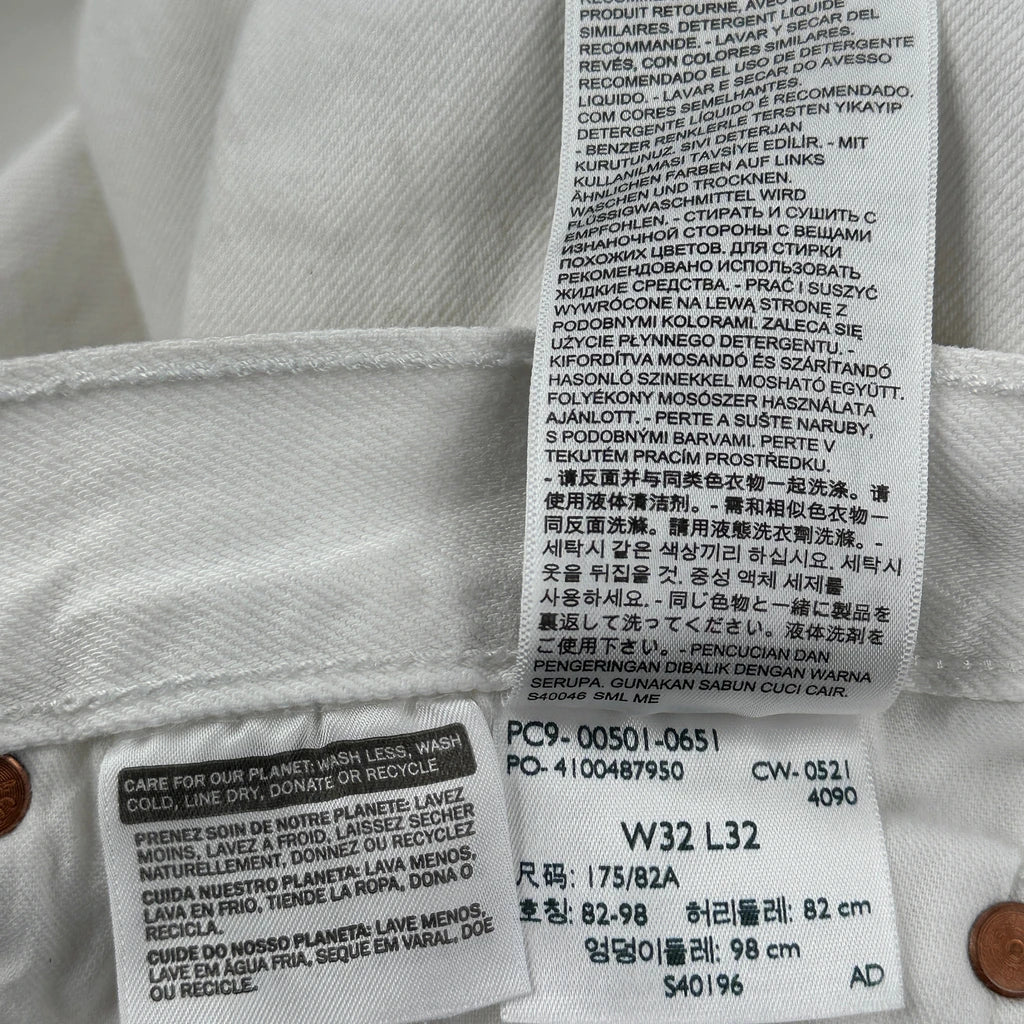 PRODUIT RETOURNÉ, AVEC
SIMILAIRES. DETERGENT LIQUIDE
RECOMMANDE. - LAVAR Y SECAR DEL
REVÉS, CON COLORES SIMILARES.
RECOMENDADO EL USO DE DETERGENTE
LIQUIDO. - LAVAR E SECAR DO AVESSO
COM CORES SEMELHANTES.
DETERGENTE LÍQUIDO É RECOMENDADO.
- BENZER RENKLERLE TERSTEN YIKAYIP
KURUTUNUZ. SIVI DETERJAN
KULLANILMASI TAVSİYE EDİLİR. - MIT
ÄHNLICHEN FARBEN AUF LINKS
WASCHEN UND TROCKNEN.
FLÜSSIGWASCHMITTEL WIRD
EMPFOHLEN. - СТИРАТЬ И СУШИТЬ С
ИЗНАНОЧНОЙ СТОРОНЫ С ВЕЩАМИ
ПОХОЖИХ ЦВЕТОВ. ДЛЯ СТИРКИ
РЕКОМЕНДОВАНО ИСПОЛЬЗОВАТЬ
ЖИДКИЕ СРЕДСТВА. - PRAĆ I SUSZYĆ
WYWRÓCONE NA LEWĄ STRONĘ Z
PODOBNYMI KOLORAMI. ZALECA SIĘ
UŻYCIE PŁYNNEGO DETERGENTU. -
KIFORDÍTVA MOSANDÓ ÉS SZÁRÍTANDÓ
HASONLÓ SZINEKKEL MOSHATÓ EGYÜTT.
FOLYÉKONY MOSÓSZER HASZNÁLATA
AJÁNLOTT. - PERTE A SUŠTE NARUBY,
S PODOBNÝMI BARVAMI. PERTE V
TEKUTÉM PRACÍM PROSTŘEDKU.
- 请反面并与同类色衣物一起洗涤。请
使用液体清洁剂。- 需和相似色衣物一
同反面洗滌。請用液態洗衣劑洗滌。-
세탁시 같은 색상끼리 하십시요. 세탁시
옷을 뒤집을 것. 중성 액체 세제를
사용하세요. - 同じ色物と一緒に製品を
裏返して洗ってください。液体洗剤を
ご使用下さい。- PENCUCIAN DAN
PENGERINGAN DIBALIK DENGAN WARNA
SERUPA. GUNAKAN SABUN CUCI CAIR.
S40046 SML ME
CARE FOR OUR PLANET: WASH LESS, WASH
COLD, LINE DRY, DONATE OR RECYCLE
PRENEZ SOIN DE NOTRE PLANETE: LAVEZ
MOINS, LAVEZ A FROID, LAISSEZ SECHER
NATURELLEMENT, DONNEZ OU RECYCLEZ
CUIDA NUESTRO PLANETA: LAVA MENOS,
LAVA EN FRIO, TIENDE LA ROPA, DONA O
RECICLA.
CUIDE DO NOSSO PLANETA: LAVE MENOS,
LAVE EM ÁGUA FRIA, SEQUE EM VARAL, DOE
OU RECICLE.
PC9-00501-0651
PO-4100487950 CW-0521
4090
W32 L32
尺码: 175/82A
호칭: 82-98 허리둘레: 82 cm
엉덩이둘레: 98 cm
S40196 AD